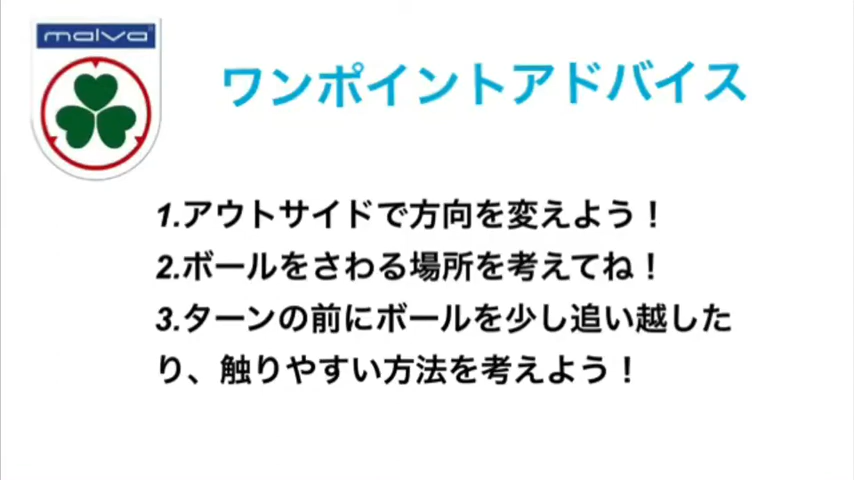 malva
ワンポイントアドバイス
1.アウトサイドで方向を変えよう！
2.ボールをさわる場所を考えてね！
3.ターンの前にボールを少し追い越した
り、触りやすい方法を考えよう！